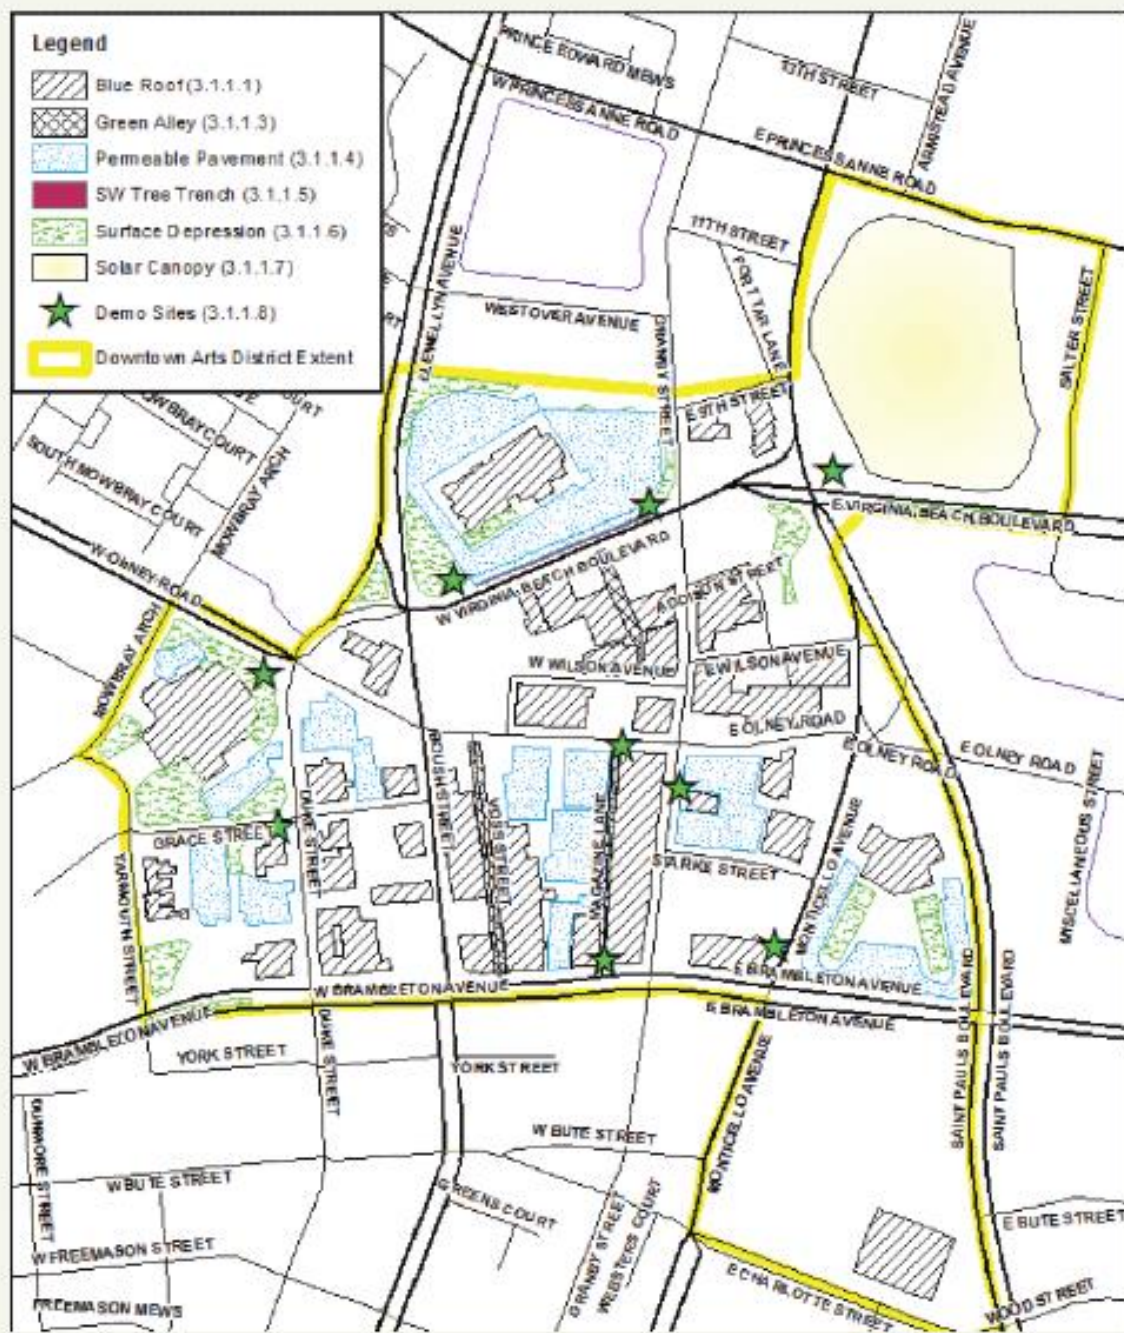 Legend
Blue Roof (3.1.1.1)
Green Alley (3.1.1.3)
Permeable Pavement (3.1.1.4)
SW Tree Trench (3.1.1.5)
Surface Depression (3.1.1.6)
Solar Canopy (3.1.1.7)
Demo Sites (3.1.1.8)
Downtown Arts District Extent
PRINCE EDWARD MEWS
13TH STREET
ARMISTEAD AVENUE
W PRINCESS ANNE ROAD
E PRINCESS ANNE ROAD
11TH STREET
FORT TAR LANE
LLEWELLYN AVENUE
WESTOVER AVENUE
GRANBY STREET
SALTER STREET
E 9TH STREET
COURT
MOWBRAY COURT
SOUTH MOWBRAY COURT
MOWBRAY ARCH
W OLNEY ROAD
E VIRGINIA BEACH BOULEVARD
W VIRGINIA BEACH BOULEVARD
ADDISON STREET
MOWBRAY ARCH
W WILSON AVENUE
E WILSON AVENUE
E OLNEY ROAD
E OLNEY ROAD
E OLNEY ROAD
BOUSH STREET
DUKE STREET
VOSS STREET
MAGAZINE LANE
GRACE STREET
STARKE STREET
MONTICELLO AVENUE
MISCELLANEOUS STREET
YARMOUTH STREET
W BRAMBLETON AVENUE
E BRAMBLETON AVENUE
W BRAMBLETON AVENUE
E BRAMBLETON AVENUE
SAINT PAULS BOULEVARD
SAINT PAULS BOULEVARD
YORK STREET
YORK STREET
DUKE STREET
MONTICELLO AVENUE
DUNMORE STREET
W BUTE STREET
W BUTE STREET
GREENS COURT
GRANBY STREET
WEBSTERS COURT
E BUTE STREET
W FREEMASON STREET
E CHARLOTTE STREET
WOOD STREET
FREEMASON MEWS